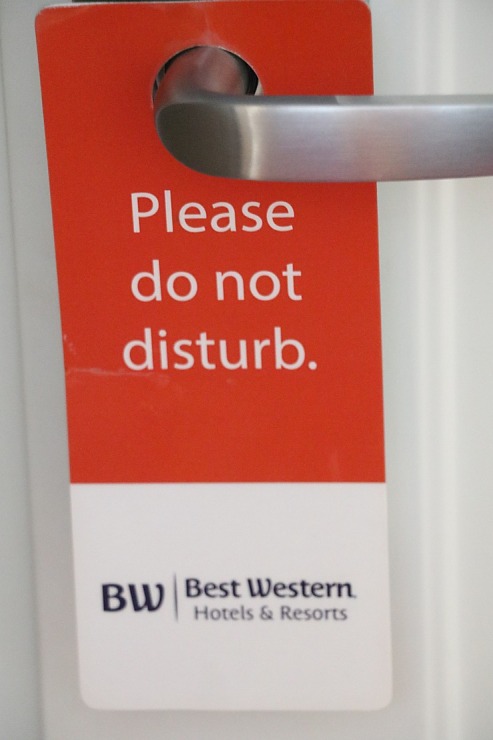 Please
do not
disturb.
BW Best Western
Hotels & Resorts